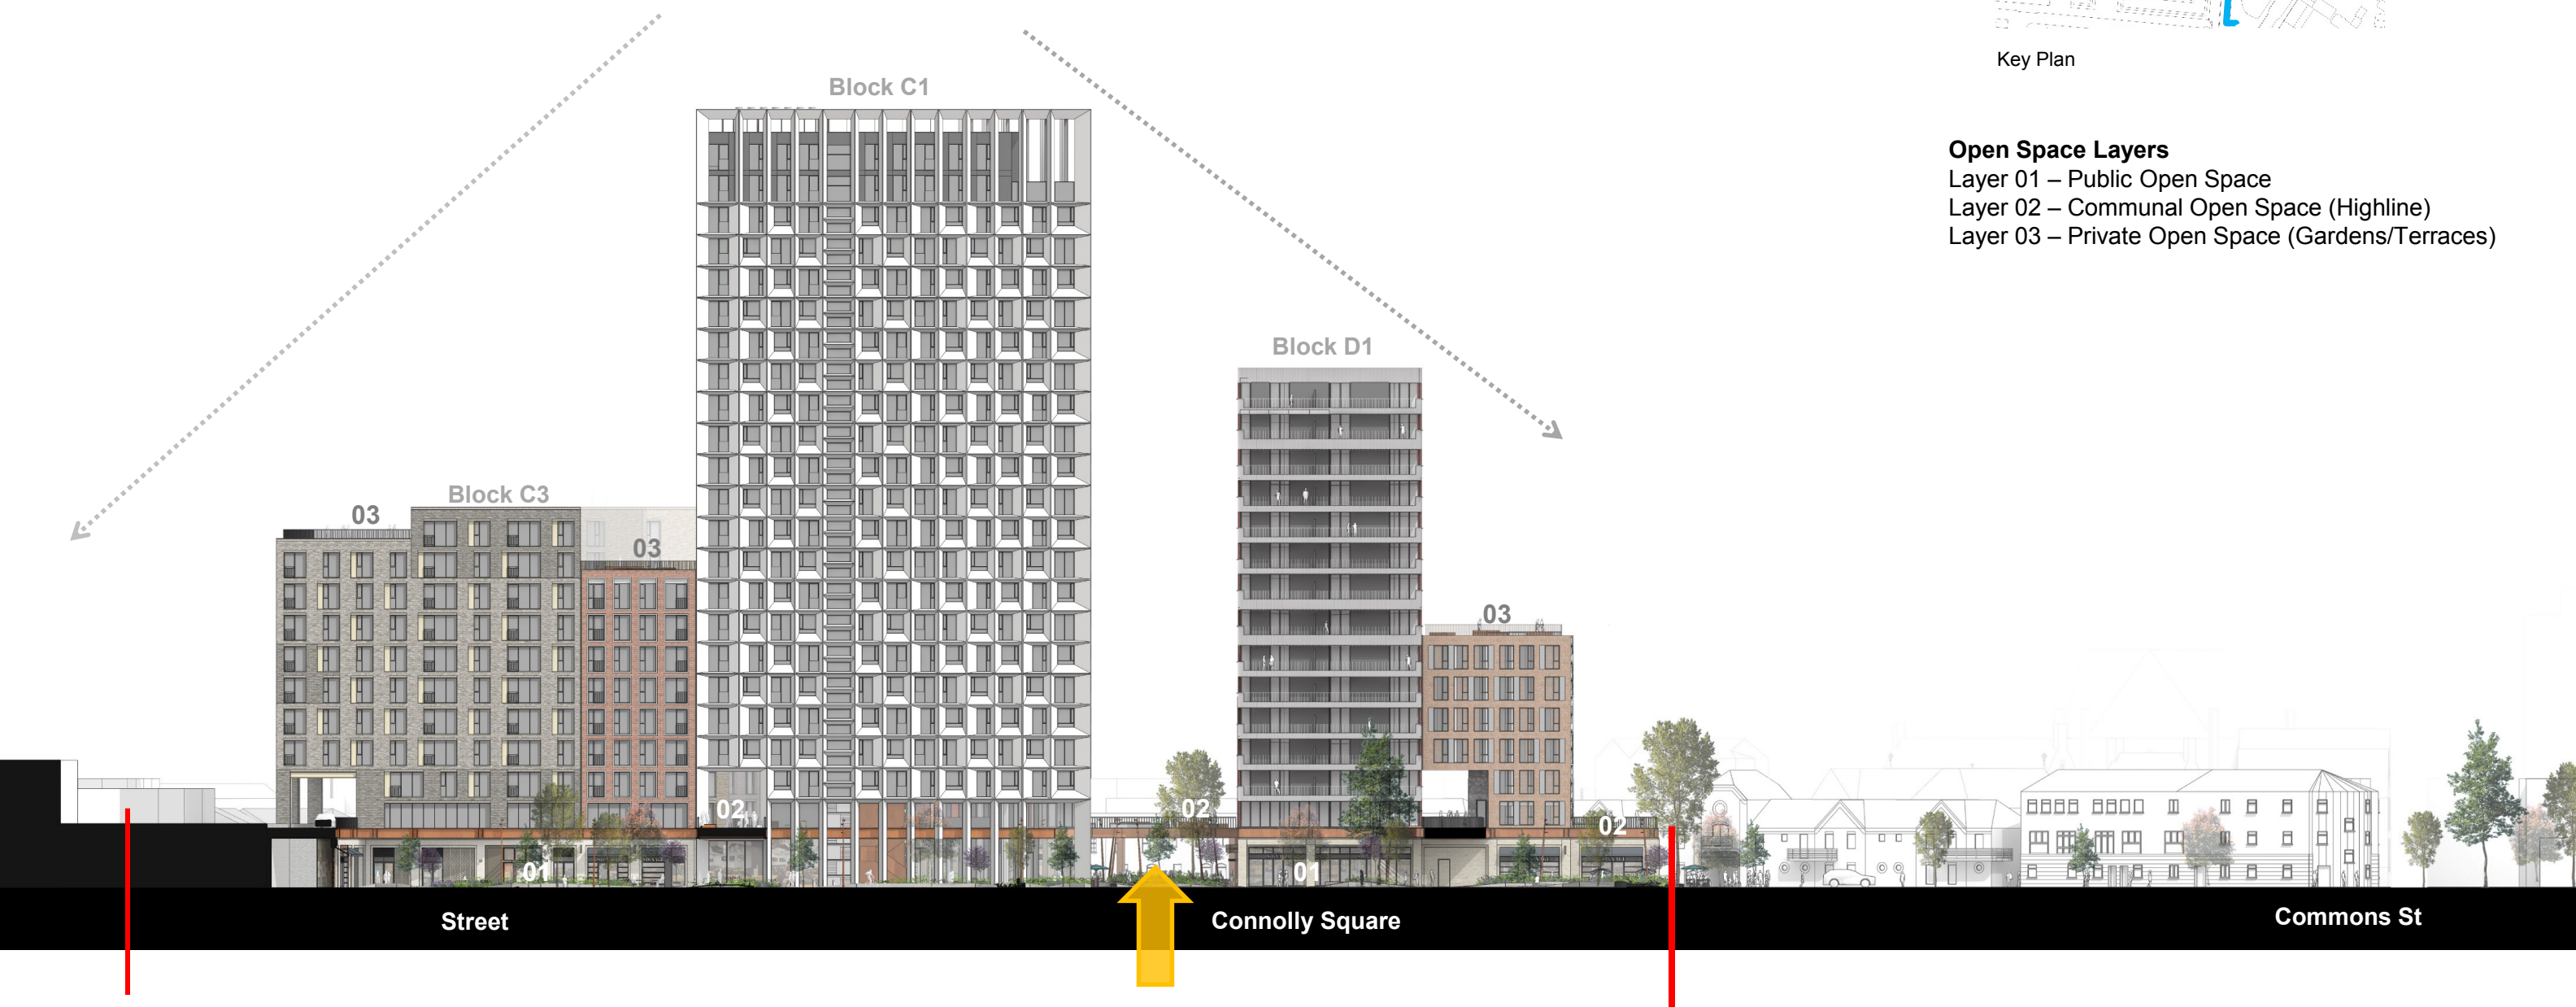 Key Plan
Open Space Layers
Layer 01 – Public Open Space
Layer 02 – Communal Open Space (Highline)
Layer 03 – Private Open Space (Gardens/Terraces)
Block C1
Block D1
Block C3
03
03
03
02
02
02
01
01
Street
Connolly Square
Commons St